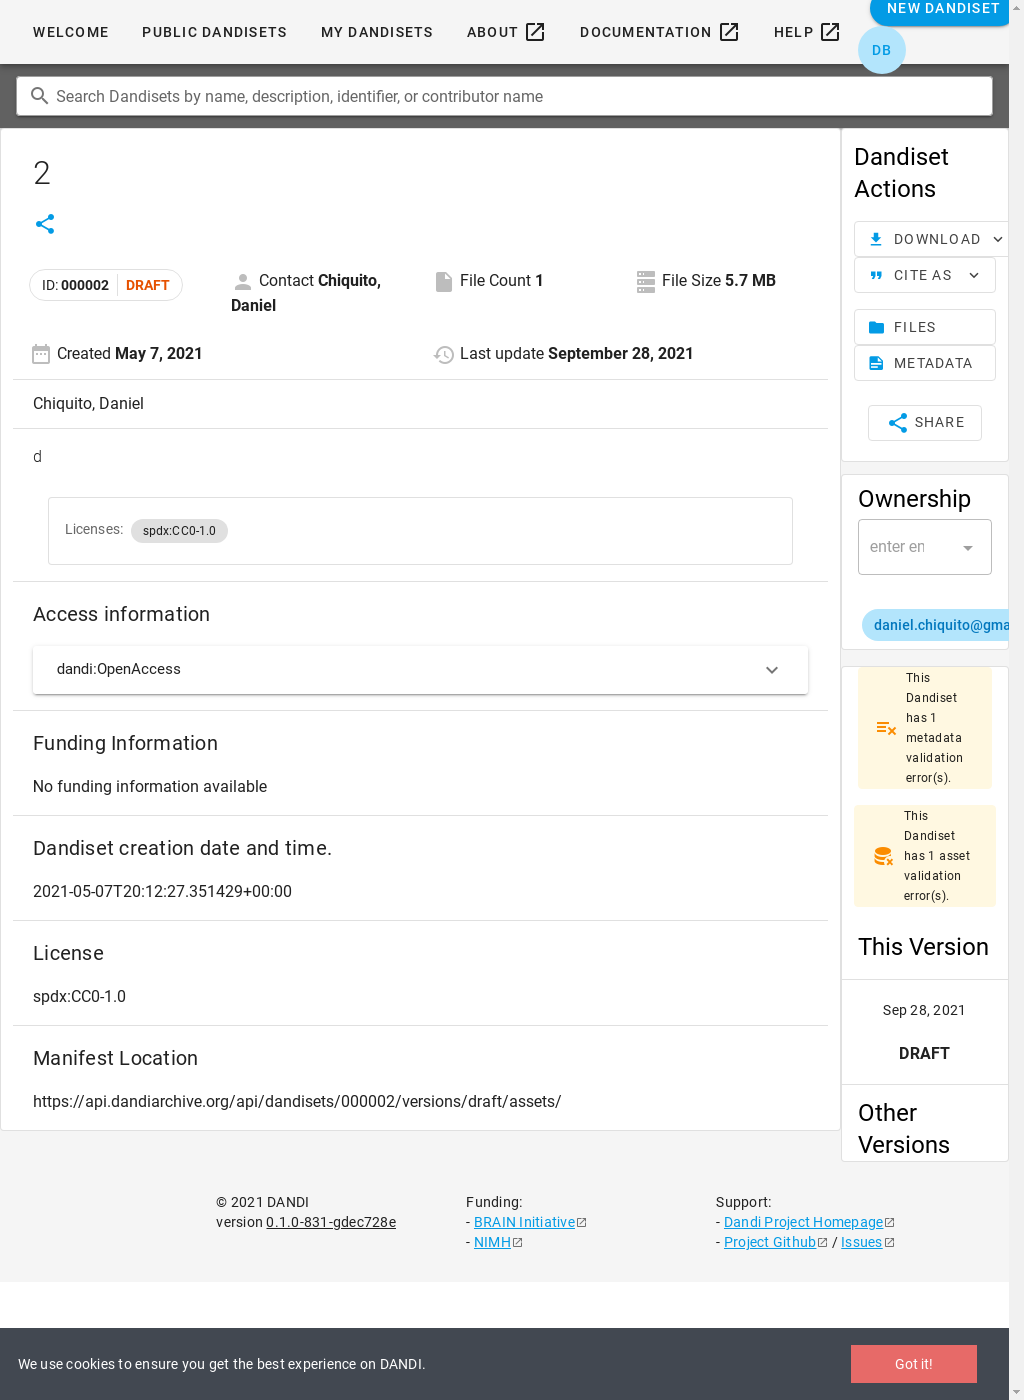 WELCOME PUBLIC DANDISETS MY DANDISETS ABOUT DOCUMENTATION HELP NEW DANDISET
DB
Search Dandisets by name, description, identifier, or contributor name
2
ID: 000002 DRAFT
Contact Chiquito, Daniel
File Count 1
File Size 5.7 MB
Created May 7, 2021
Last update September 28, 2021
Chiquito, Daniel
d
Licenses: spdx:CC0-1.0
Access information
dandi:OpenAccess
Funding Information
No funding information available
Dandiset creation date and time.
2021-05-07T20:12:27.351429+00:00
License
spdx:CC0-1.0
Manifest Location
https://api.dandiarchive.org/api/dandisets/000002/versions/draft/assets/
Dandiset
Actions
DOWNLOAD
CITE AS
FILES
METADATA
SHARE
Ownership
enter en
daniel.chiquito@gma
This
Dandiset
has 1
metadata
validation
error(s).
This
Dandiset
has 1 asset
validation
error(s).
This Version
Sep 28, 2021
DRAFT
Other
Versions
© 2021 DANDI
version 0.1.0-831-gdec728e
Funding:
- BRAIN Initiative
- NIMH
Support:
- Dandi Project Homepage
- Project Github / Issues
We use cookies to ensure you get the best experience on DANDI.
Got it!